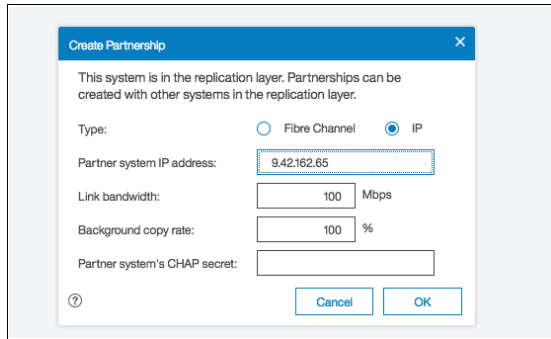 Create Partnership ×
This system is in the replication layer. Partnerships can be
created with other systems in the replication layer.
Type: Fibre Channel IP
Partner system IP address: 9.42.162.65
Link bandwidth: 100 Mbps
Background copy rate: 100 %
Partner system's CHAP secret:
? Cancel OK